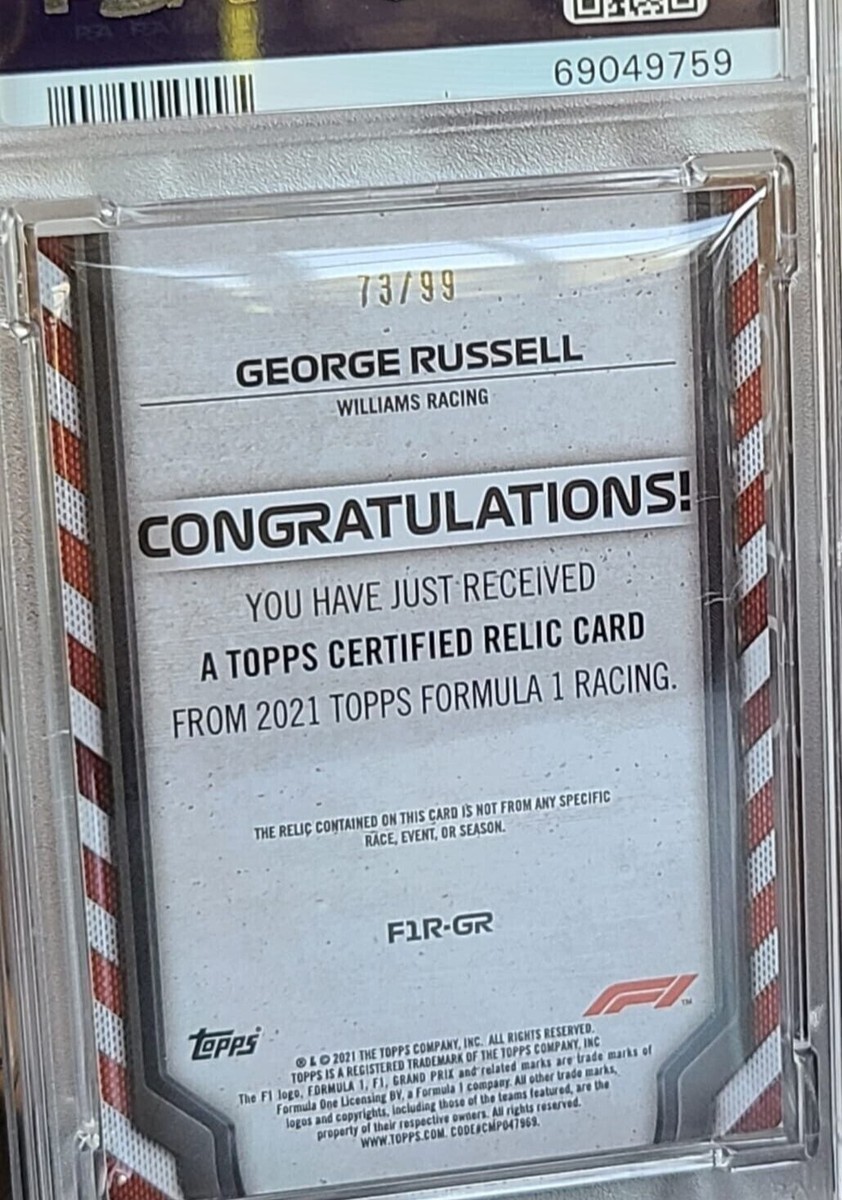 69049759
73/99
GEORGE RUSSELL
WILLIAMS RACING
CONGRATULATIONS!
YOU HAVE JUST RECEIVED
A TOPPS CERTIFIED RELIC CARD
FROM 2021 TOPPS FORMULA 1 RACING.
THE RELIC CONTAINED ON THIS CARD IS NOT FROM ANY SPECIFIC
RACE, EVENT, OR SEASON.
F1R-GR
F1 TM
Topps
® & © 2021 THE TOPPS COMPANY, INC. ALL RIGHTS RESERVED.
TOPPS IS A REGISTERED TRADEMARK OF THE TOPPS COMPANY, INC
The F1 logo, FORMULA 1, F1, GRAND PRIX and related marks are trade marks of
Formula One Licensing BV, a Formula 1 company. All other trade marks,
logos and copyrights, including those of the teams featured, are the
property of their respective owners. All rights reserved.
WWW.TOPPS.COM. CODE#CMP047969.